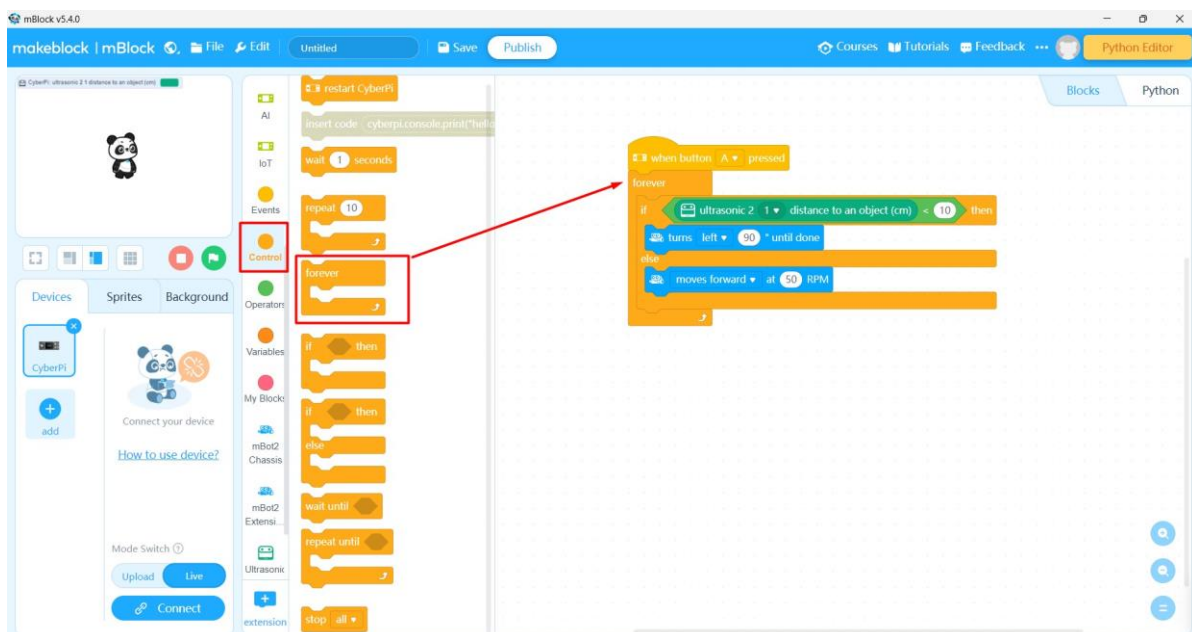 mBlock v5.4.0
makeblock | mBlock File Edit Untitled Save Publish Courses Tutorials Feedback Python Editor
CyberPi: ultrasonic 2 1 distance to an object (cm)
Devices Sprites Background
CyberPi
add
Connect your device
How to use device?
Mode Switch
Upload Live
Connect
AI
IoT
Events
Control
Operators
Variables
My Blocks
mBot2
Chassis
mBot2
Extensi...
Ultrasonic
extension
restart CyberPi
insert code cyberpi.console.print("hello
wait 1 seconds
repeat 10
forever
if then
if then
else
wait until
repeat until
stop all
Blocks Python
when button A pressed
forever
if ultrasonic 2 1 distance to an object (cm) < 10 then
turns left 90 ° until done
else
moves forward at 50 RPM